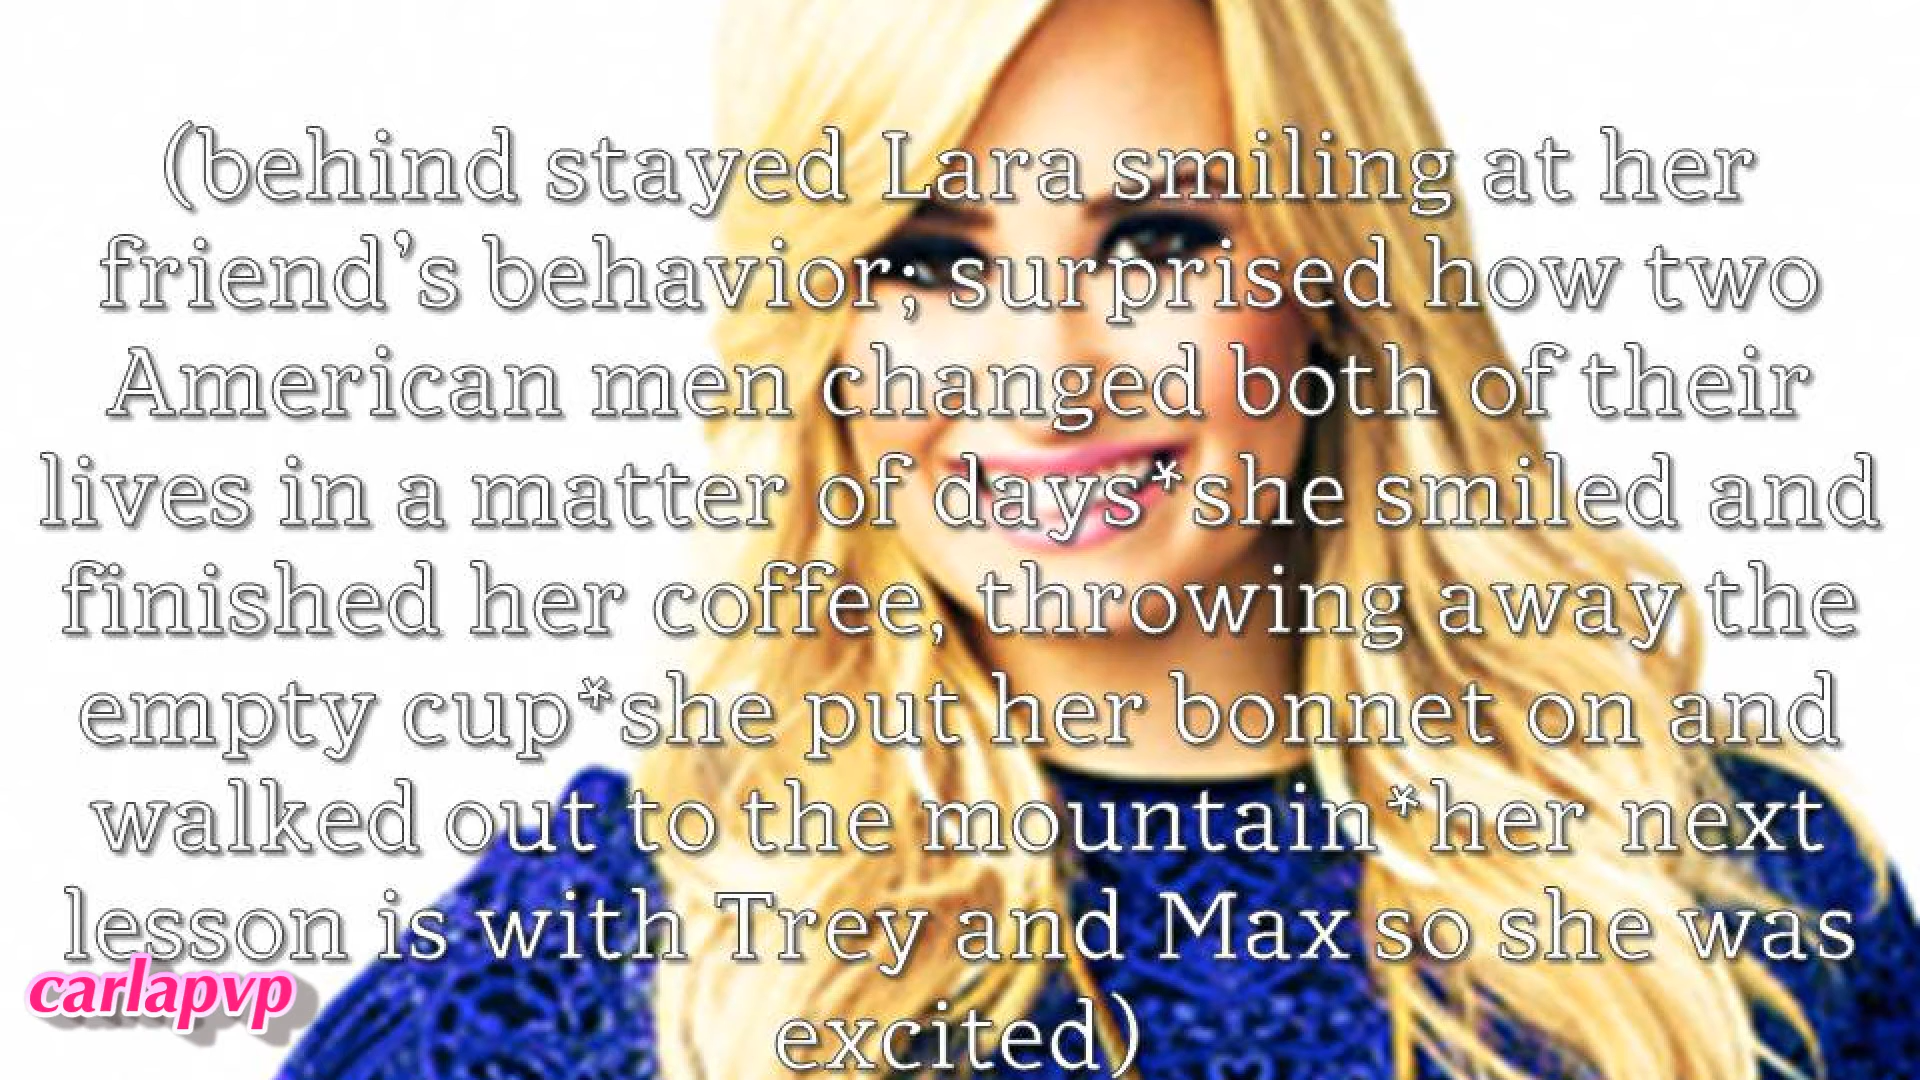 (behind stayed Lara smiling at her
friend’s behavior; surprised how two
American men changed both of their
lives in a matter of days*she smiled and
finished her coffee, throwing away the
empty cup*she put her bonnet on and
walked out to the mountain*her next
lesson is with Trey and Max so she was
excited)
carlapvp